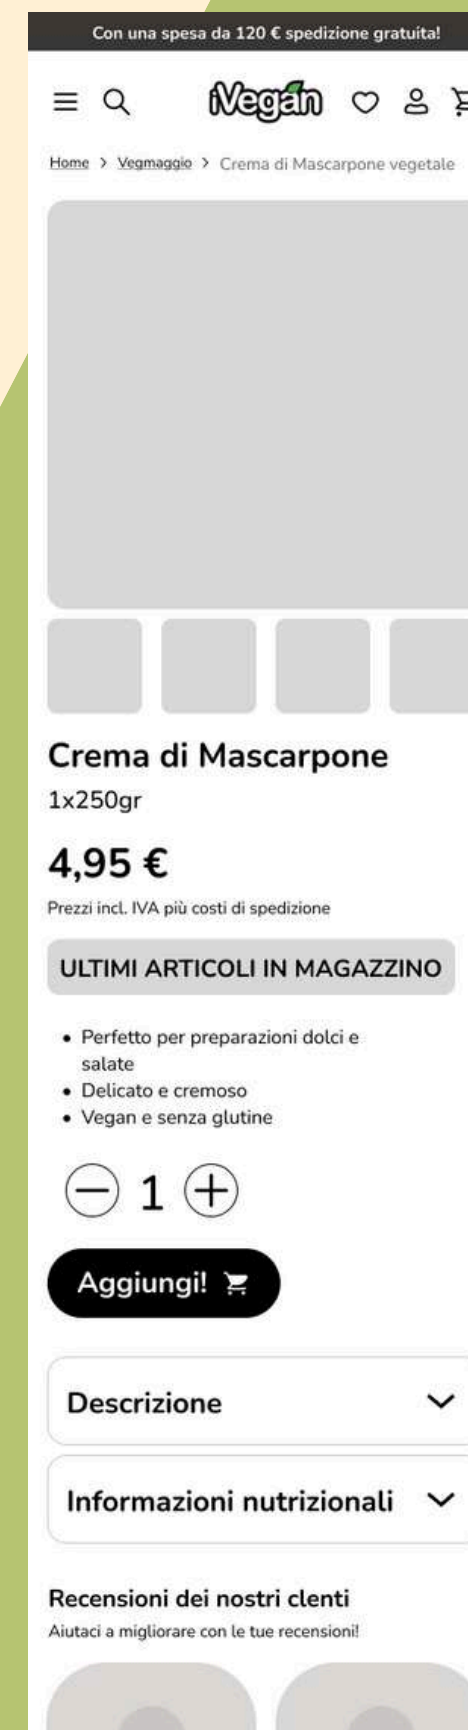 Con una spesa da 120 € spedizione gratuita!
iVegan
Home > Vegmaggio > Crema di Mascarpone vegetale
Crema di Mascarpone
1x250gr
4,95 €
Prezzi incl. IVA più costi di spedizione
ULTIMI ARTICOLI IN MAGAZZINO
• Perfetto per preparazioni dolci e
salate
• Delicato e cremoso
• Vegan e senza glutine
1
Aggiungi!
Descrizione
Informazioni nutrizionali
Recensioni dei nostri clenti
Aiutaci a migliorare con le tue recensioni!